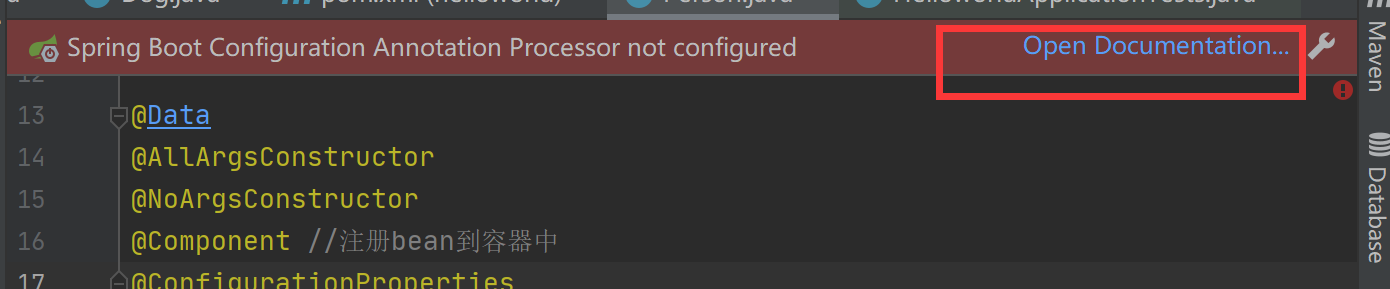 Dog.java
pom.xml (helloworld)
Person.java
HelloworldApplicationTests.java
Spring Boot Configuration Annotation Processor not configured
Open Documentation...
Maven
12
13 @Data
14 @AllArgsConstructor
15 @NoArgsConstructor
16 @Component //注册bean到容器中
17 @ConfigurationProperties
Database